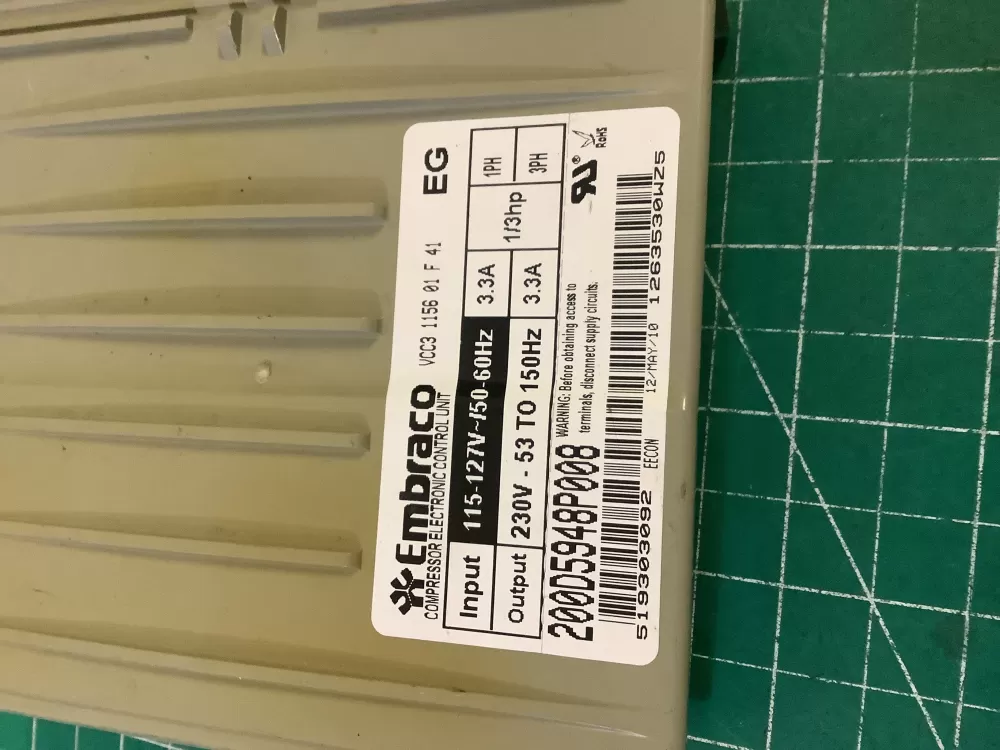 Embraco
COMPRESSOR ELECTRONIC CONTROL UNIT
VCC3 1156 01 F 41
EG
Input 115-127V~/50-60Hz 3.3A 1/3hp 1PH
Output 230V - 53 TO 150Hz 3.3A 3PH
200D5948P008
WARNING: Before obtaining access to
terminals, disconnect supply circuits.
RU®
RoHS
519303092 EECON 12/MAY/10 1263530WZ5